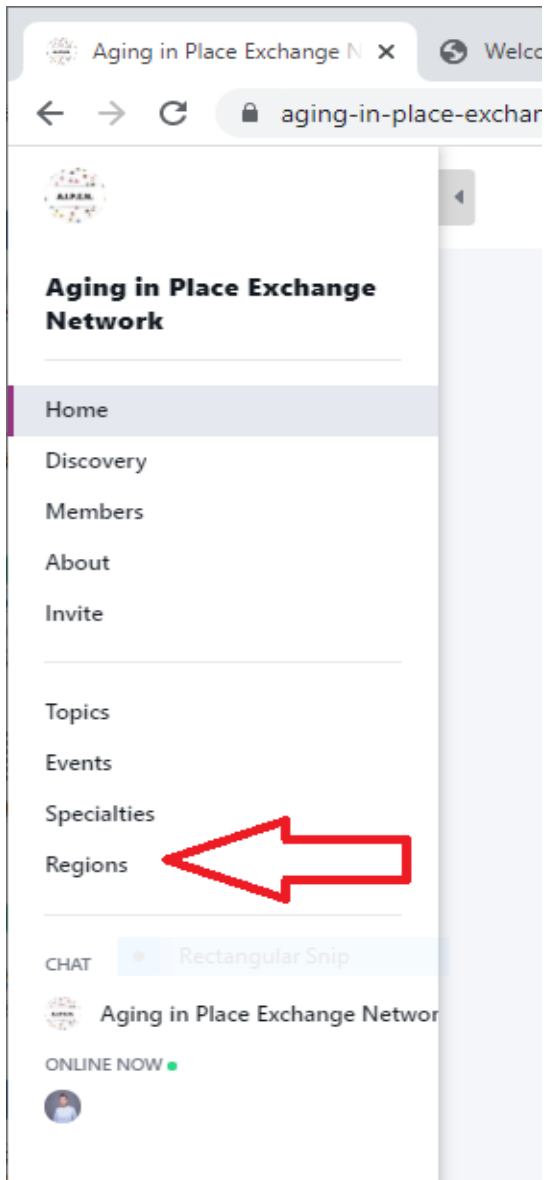 Aging in Place Exchange N
Welco
aging-in-place-exchan
A.I.P.E.N.
Aging in Place Exchange
Network
Home
Discovery
Members
About
Invite
Topics
Events
Specialties
Regions
Rectangular Snip
CHAT
Aging in Place Exchange Networ
ONLINE NOW